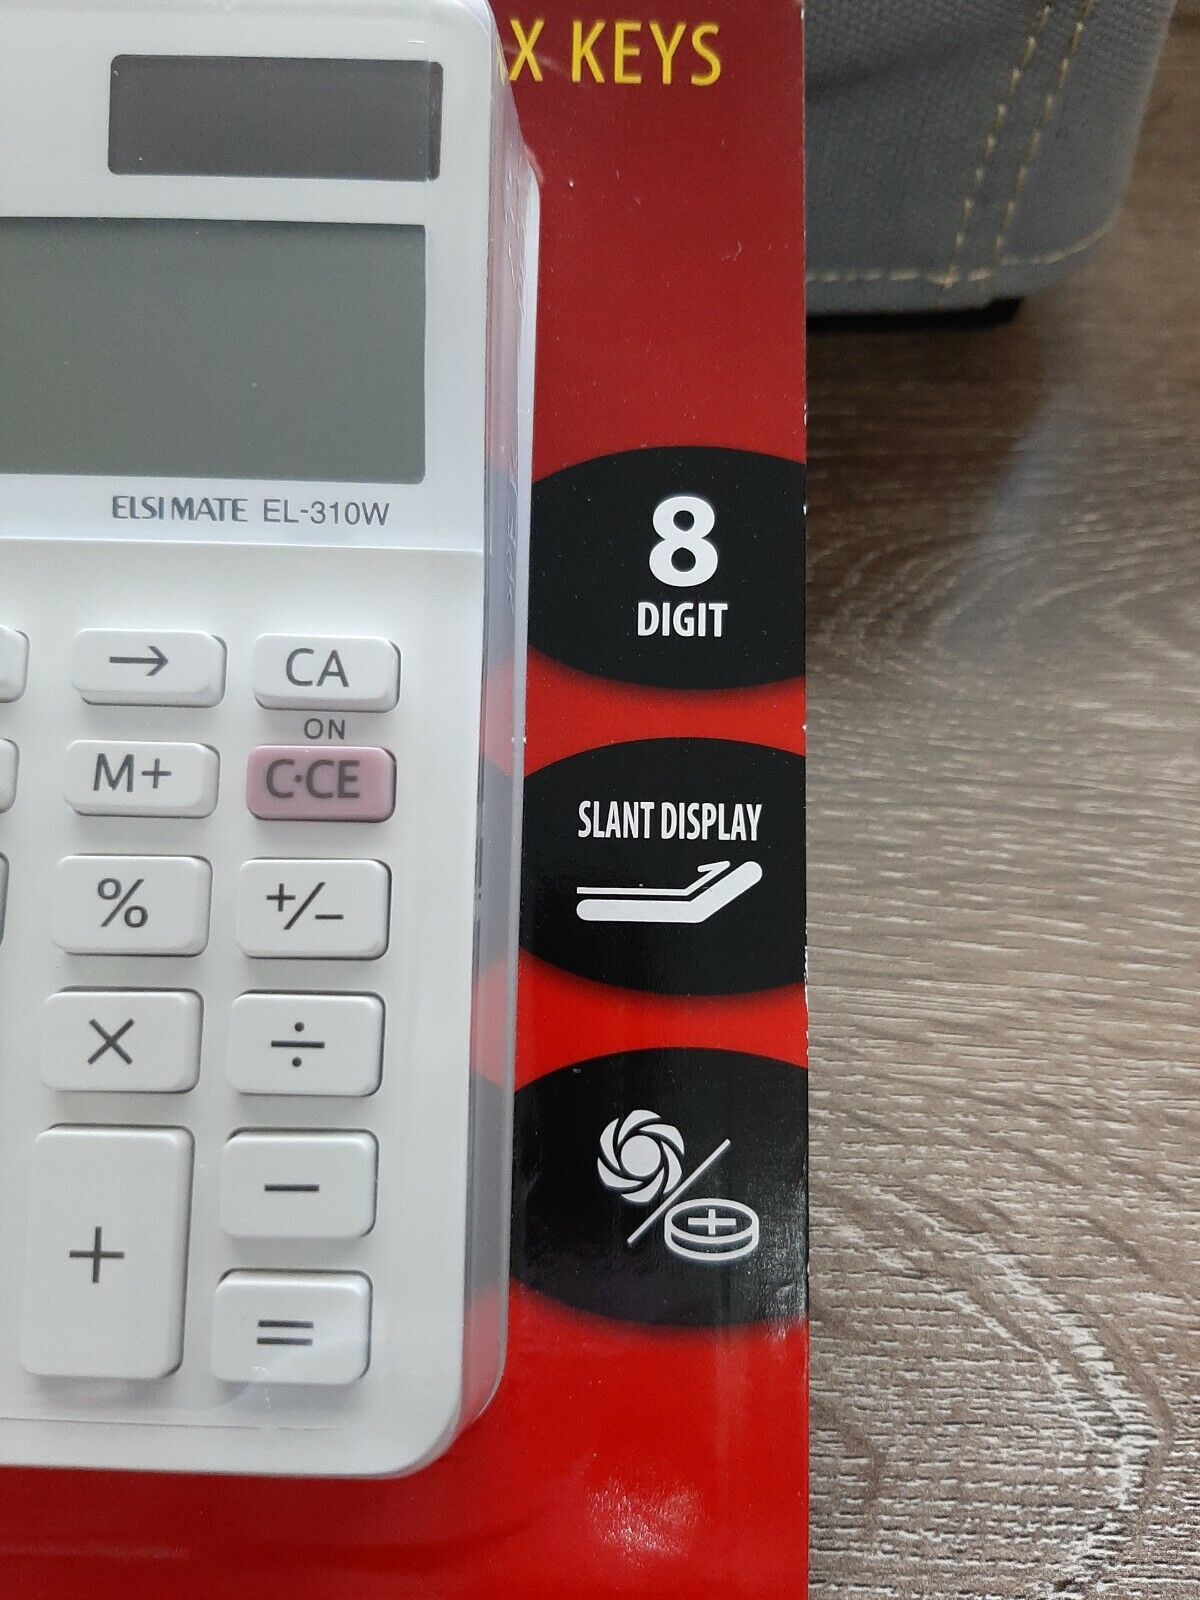 X KEYS
ELSI MATE EL-310W
8
DIGIT
→ CA
ON
M+ C·CE
% +/−
× ÷
+ −
=
SLANT DISPLAY